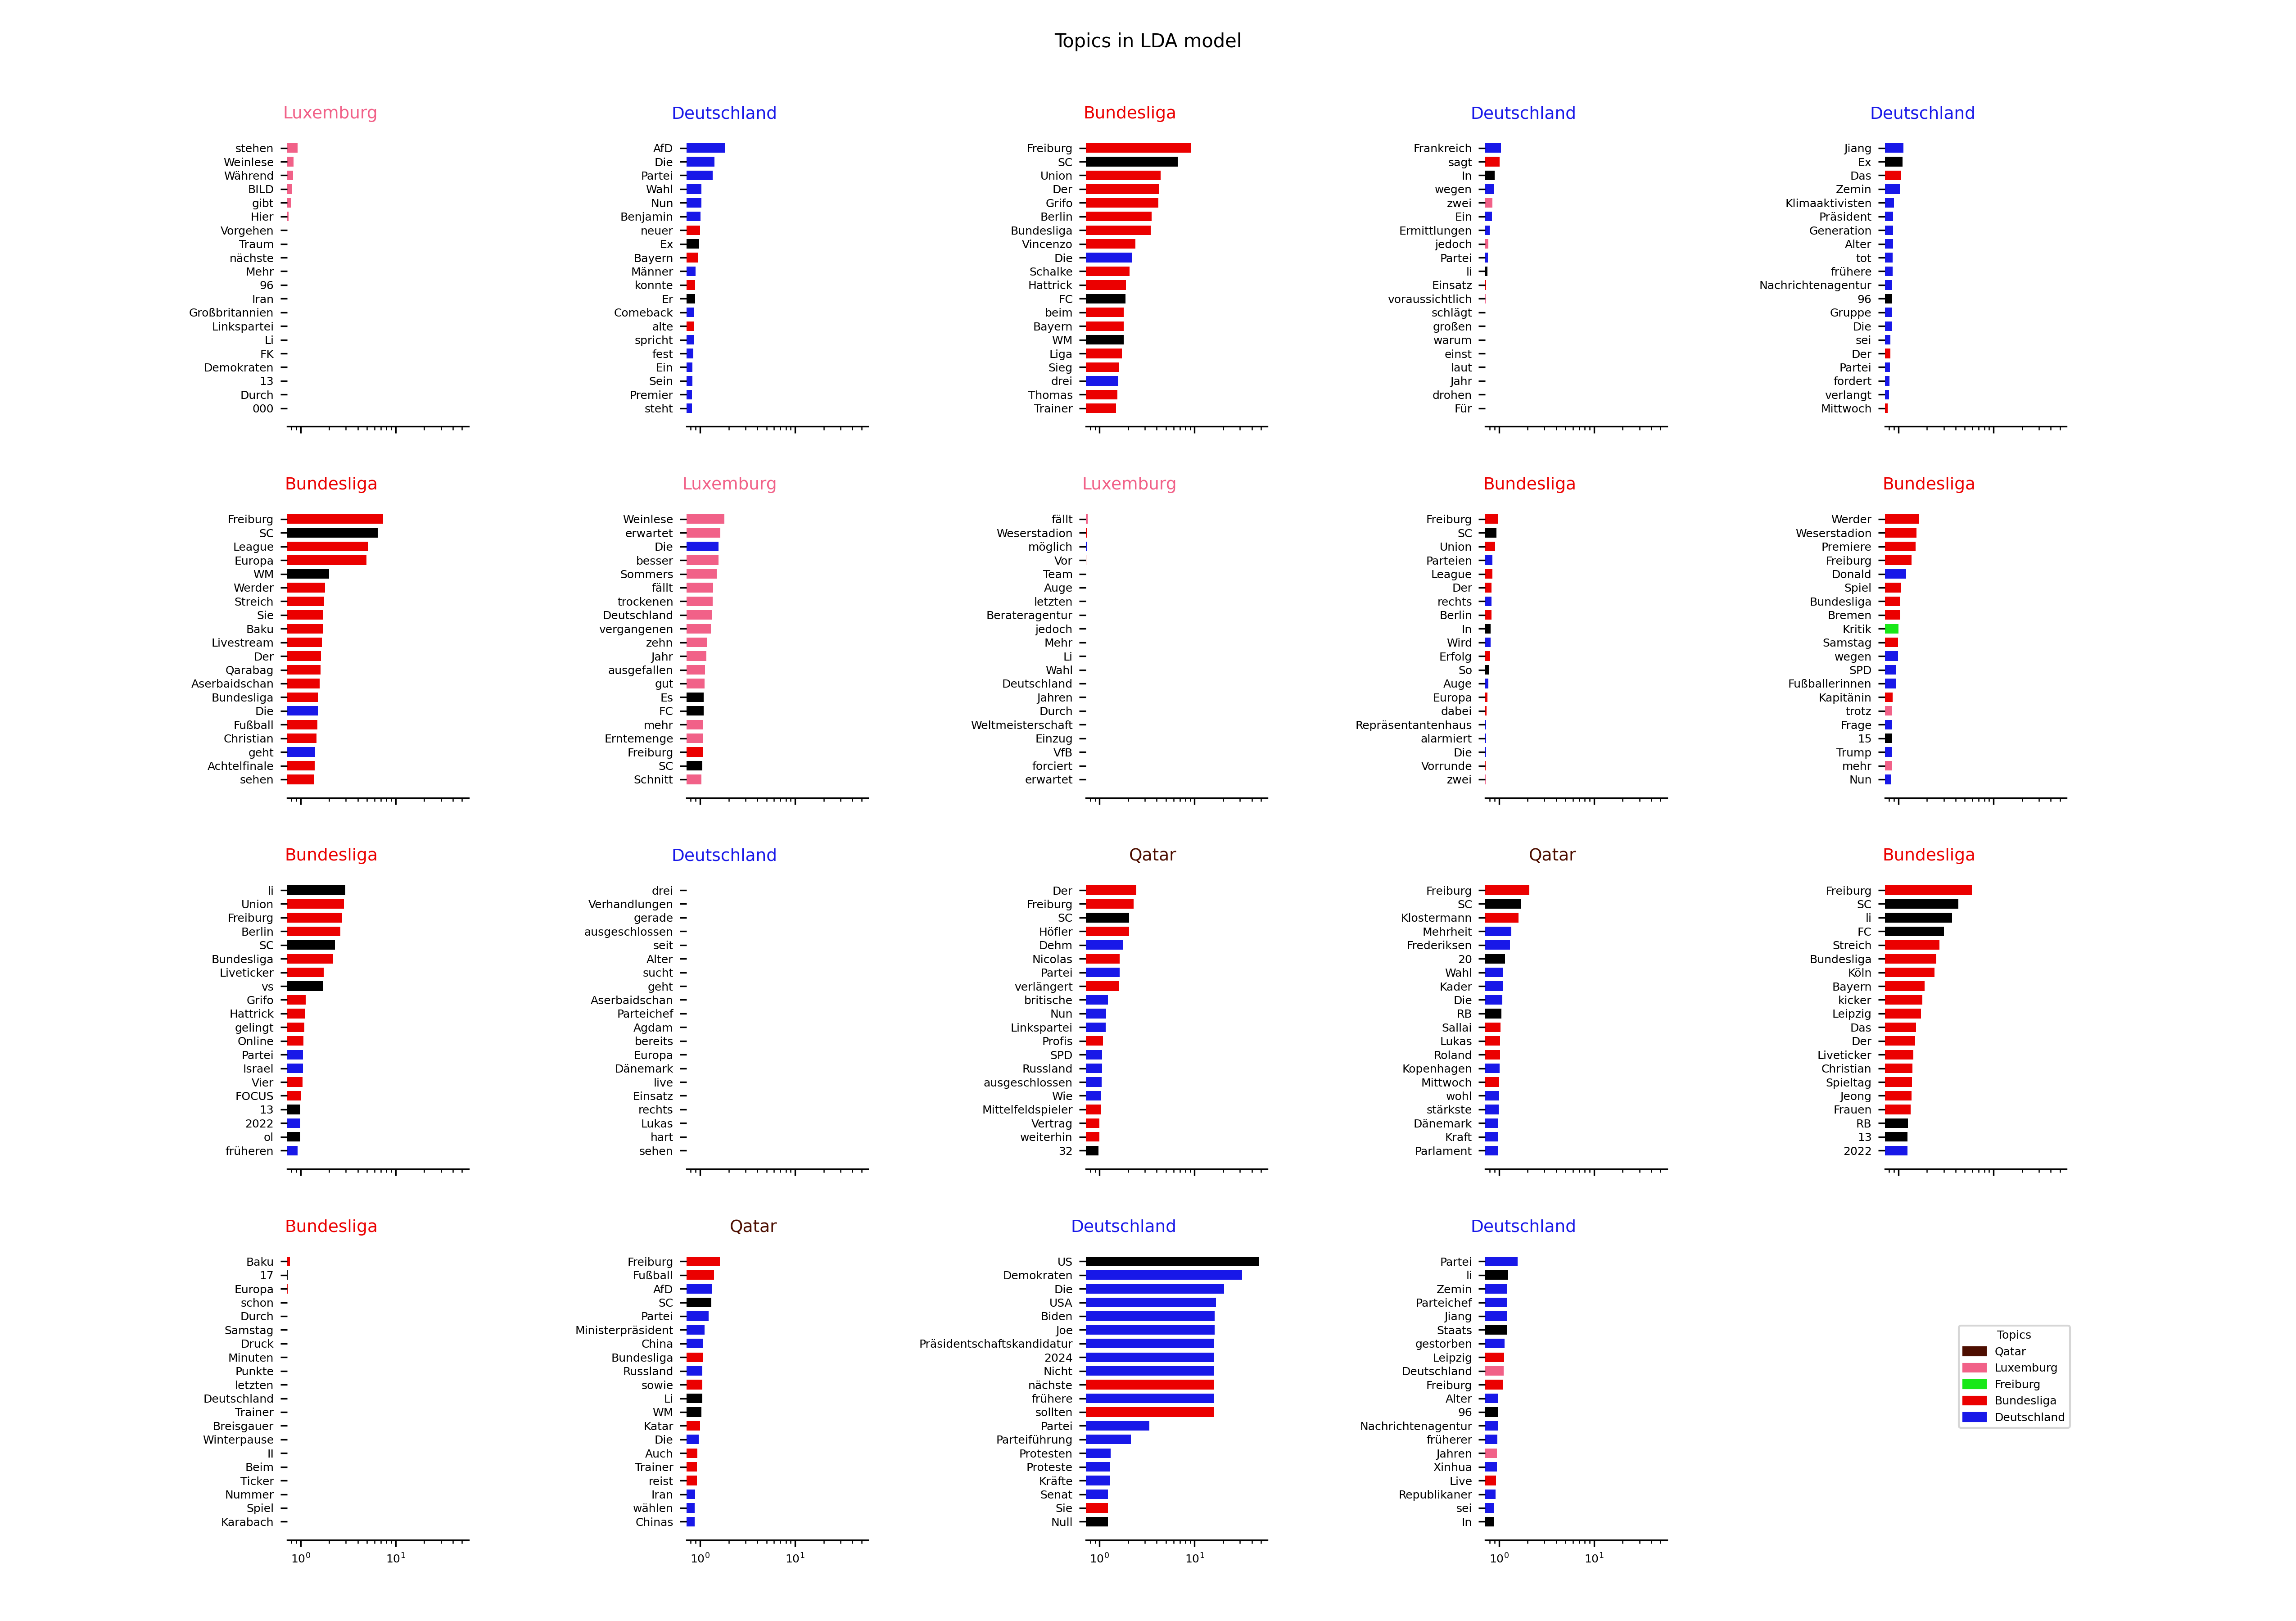 Topics in LDA model
Luxemburg
stehen
Weinlese
Während
BILD
gibt
Hier
Vorgehen
Traum
nächste
Mehr
96
Iran
Großbritannien
Linkspartei
Li
FK
Demokraten
13
Durch
000
Deutschland
AfD
Die
Partei
Wahl
Nun
Benjamin
neuer
Ex
Bayern
Männer
konnte
Er
Comeback
alte
spricht
fest
Ein
Sein
Premier
steht
Bundesliga
Freiburg
SC
Union
Der
Grifo
Berlin
Bundesliga
Vincenzo
Die
Schalke
Hattrick
FC
beim
Bayern
WM
Liga
Sieg
drei
Thomas
Trainer
Deutschland
Frankreich
sagt
In
wegen
zwei
Ein
Ermittlungen
jedoch
Partei
li
Einsatz
voraussichtlich
schlägt
großen
warum
einst
laut
Jahr
drohen
Für
Deutschland
Jiang
Ex
Das
Zemin
Klimaaktivisten
Präsident
Generation
Alter
tot
frühere
Nachrichtenagentur
96
Gruppe
Die
sei
Der
Partei
fordert
verlangt
Mittwoch
Bundesliga
Freiburg
SC
League
Europa
WM
Werder
Streich
Sie
Baku
Livestream
Der
Qarabag
Aserbaidschan
Bundesliga
Die
Fußball
Christian
geht
Achtelfinale
sehen
Luxemburg
Weinlese
erwartet
Die
besser
Sommers
fällt
trockenen
Deutschland
vergangenen
zehn
Jahr
ausgefallen
gut
Es
FC
mehr
Erntemenge
Freiburg
SC
Schnitt
Luxemburg
fällt
Weserstadion
möglich
Vor
Team
Auge
letzten
Berateragentur
jedoch
Mehr
Li
Wahl
Deutschland
Jahren
Durch
Weltmeisterschaft
Einzug
VfB
forciert
erwartet
Bundesliga
Freiburg
SC
Union
Parteien
League
Der
rechts
Berlin
In
Wird
Erfolg
So
Auge
Europa
dabei
Repräsentantenhaus
alarmiert
Die
Vorrunde
zwei
Bundesliga
Werder
Weserstadion
Premiere
Freiburg
Donald
Spiel
Bundesliga
Bremen
Kritik
Samstag
wegen
SPD
Fußballerinnen
Kapitänin
trotz
Frage
15
Trump
mehr
Nun
Bundesliga
li
Union
Freiburg
Berlin
SC
Bundesliga
Liveticker
vs
Grifo
Hattrick
gelingt
Online
Partei
Israel
Vier
FOCUS
13
2022
ol
früheren
Deutschland
drei
Verhandlungen
gerade
ausgeschlossen
seit
Alter
sucht
geht
Aserbaidschan
Parteichef
Agdam
bereits
Europa
Dänemark
live
Einsatz
rechts
Lukas
hart
sehen
Qatar
Der
Freiburg
SC
Höfler
Dehm
Nicolas
Partei
verlängert
britische
Nun
Linkspartei
Profis
SPD
Russland
ausgeschlossen
Wie
Mittelfeldspieler
Vertrag
weiterhin
32
Qatar
Freiburg
SC
Klostermann
Mehrheit
Frederiksen
20
Wahl
Kader
Die
RB
Sallai
Lukas
Roland
Kopenhagen
Mittwoch
wohl
stärkste
Dänemark
Kraft
Parlament
Bundesliga
Freiburg
SC
li
FC
Streich
Bundesliga
Köln
Bayern
kicker
Leipzig
Das
Der
Liveticker
Christian
Spieltag
Jeong
Frauen
RB
13
2022
Bundesliga
Baku
17
Europa
schon
Durch
Samstag
Druck
Minuten
Punkte
letzten
Deutschland
Trainer
Breisgauer
Winterpause
II
Beim
Ticker
Nummer
Spiel
Karabach
10⁰ 10¹
Qatar
Freiburg
Fußball
AfD
SC
Partei
Ministerpräsident
China
Bundesliga
Russland
sowie
Li
WM
Katar
Die
Auch
Trainer
reist
Iran
wählen
Chinas
10⁰ 10¹
Deutschland
US
Demokraten
Die
USA
Biden
Joe
Präsidentschaftskandidatur
2024
Nicht
nächste
frühere
sollten
Partei
Parteiführung
Protesten
Proteste
Kräfte
Senat
Sie
Null
10⁰ 10¹
Deutschland
Partei
li
Zemin
Parteichef
Jiang
Staats
gestorben
Leipzig
Deutschland
Freiburg
Alter
96
Nachrichtenagentur
früherer
Jahren
Xinhua
Live
Republikaner
sei
In
10⁰ 10¹
Topics
Qatar
Luxemburg
Freiburg
Bundesliga
Deutschland